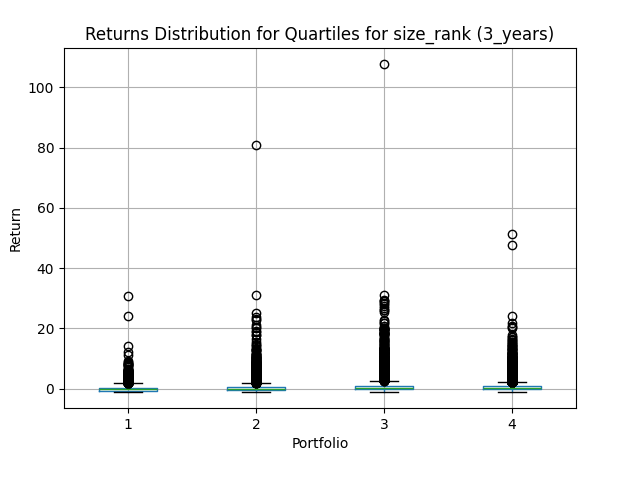 Returns Distribution for Quartiles for size_rank (3_years)
100
80
60
40
20
0
Return
1 2 3 4
Portfolio